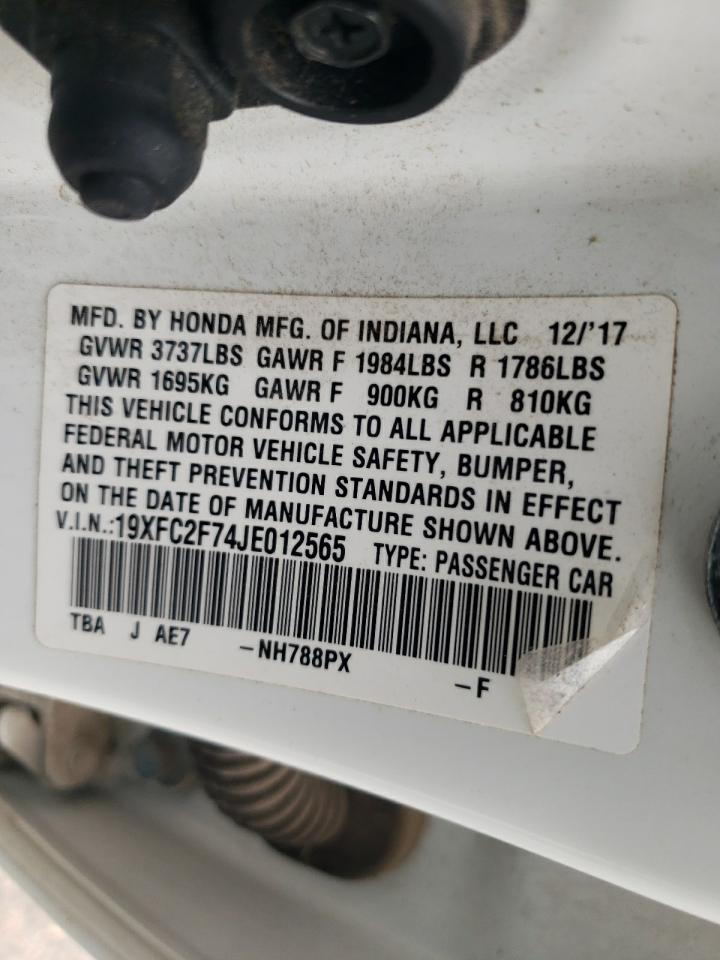 MFD. BY HONDA MFG. OF INDIANA, LLC 12/'17
GVWR 3737LBS GAWR F 1984LBS R 1786LBS
GVWR 1695KG GAWR F 900KG R 810KG
THIS VEHICLE CONFORMS TO ALL APPLICABLE
FEDERAL MOTOR VEHICLE SAFETY, BUMPER,
AND THEFT PREVENTION STANDARDS IN EFFECT
ON THE DATE OF MANUFACTURE SHOWN ABOVE.
V.I.N.:19XFC2F74JE012565 TYPE: PASSENGER CAR
TBA J AE7 -NH788PX -F